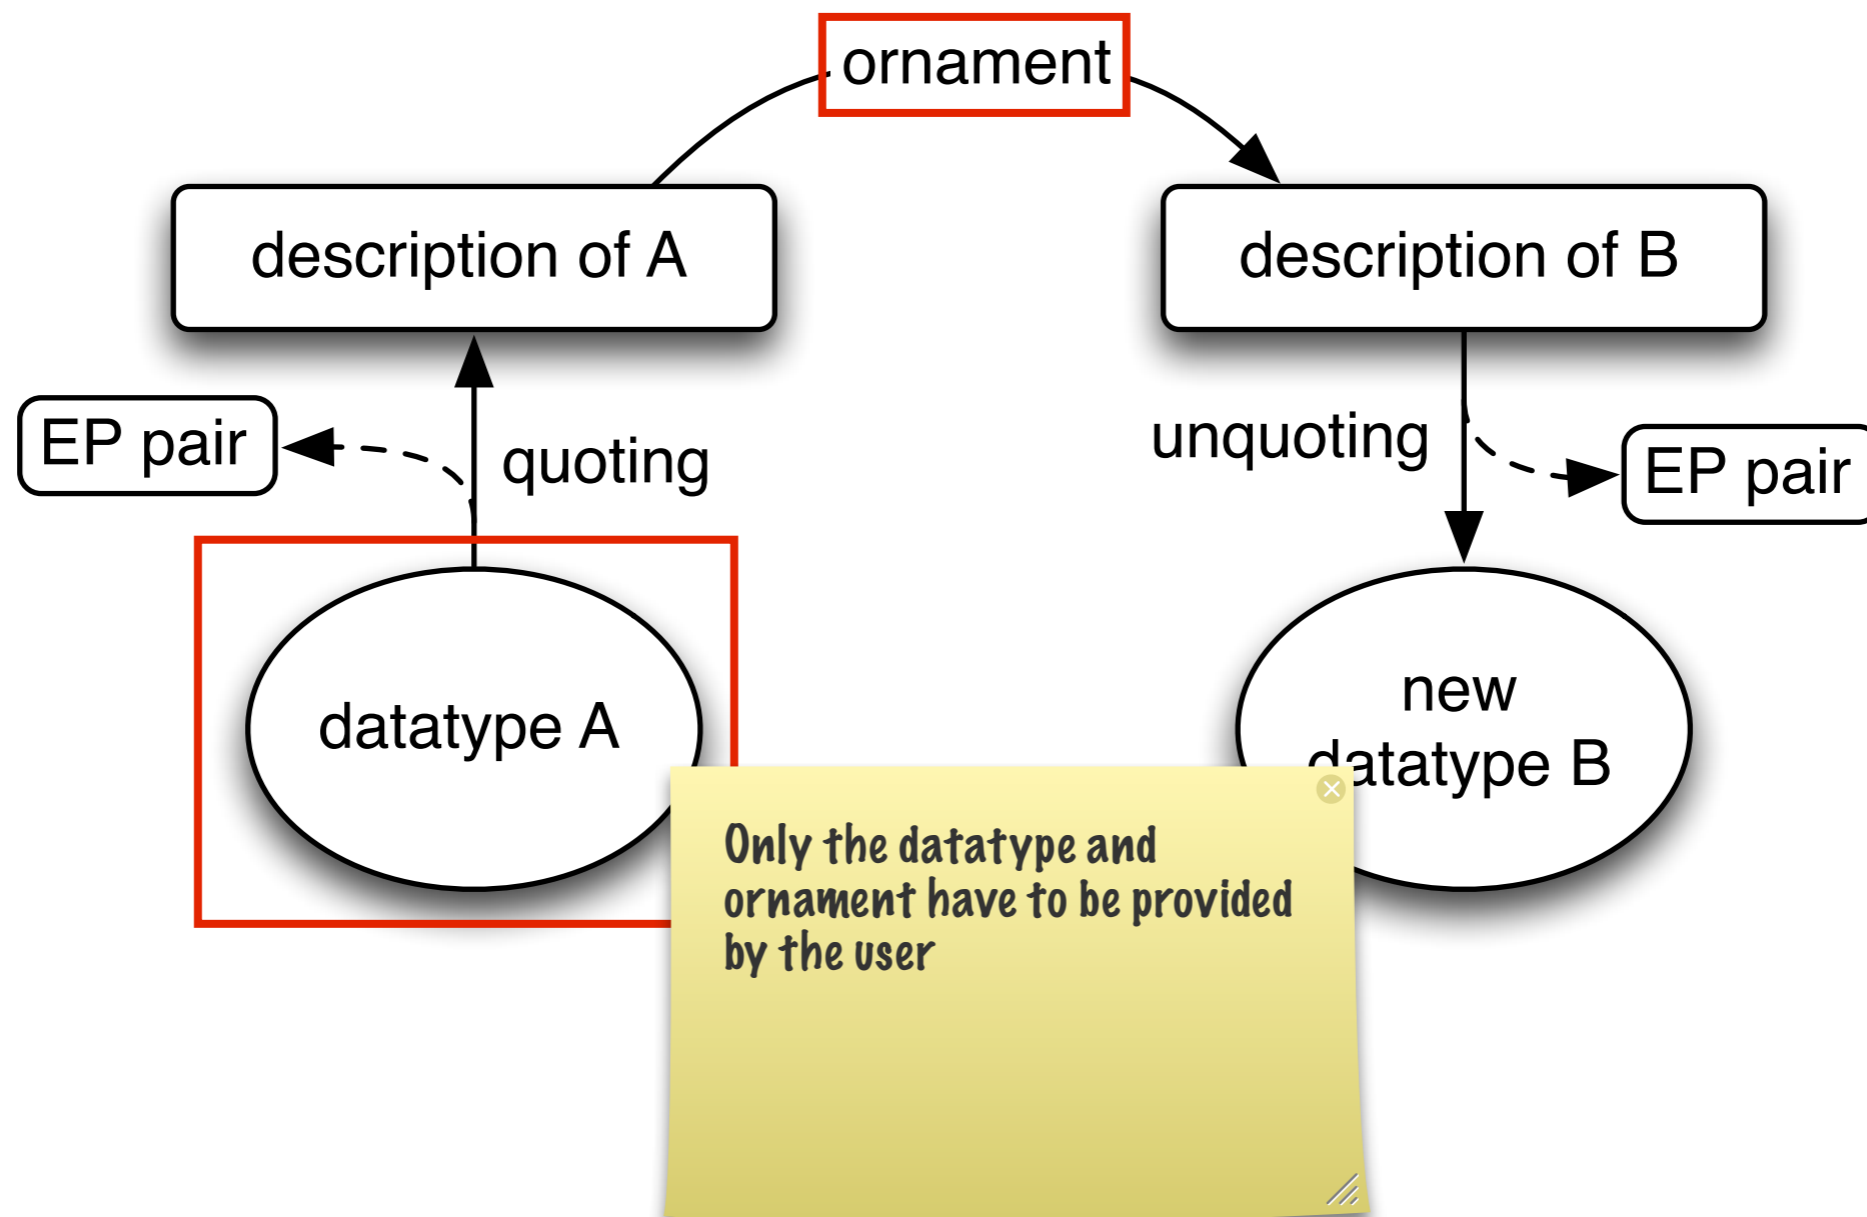 ornament
description of A
description of B
EP pair
quoting
unquoting
EP pair
datatype A
new
datatype B
Only the datatype and
ornament have to be provided
by the user